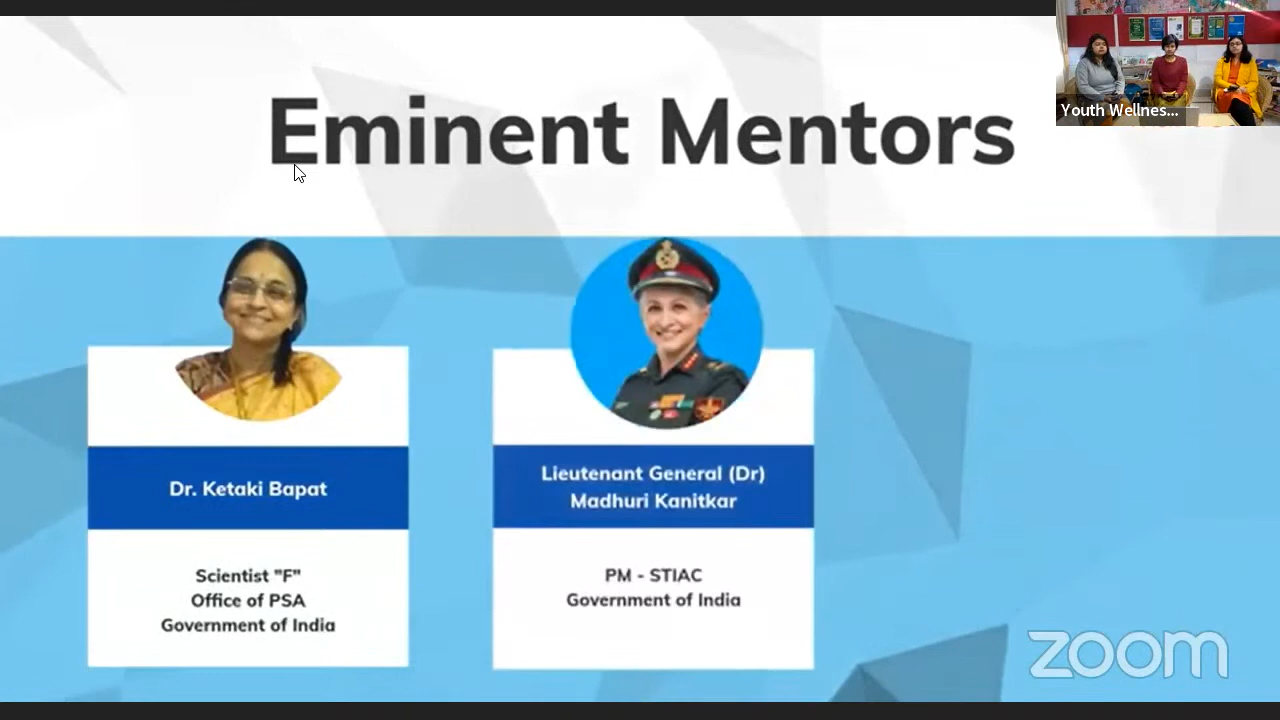 Eminent Mentors
Youth Wellnes...
Dr. Ketaki Bapat
Scientist "F"
Office of PSA
Government of India
Lieutenant General (Dr)
Madhuri Kanitkar
PM - STIAC
Government of India
zoom